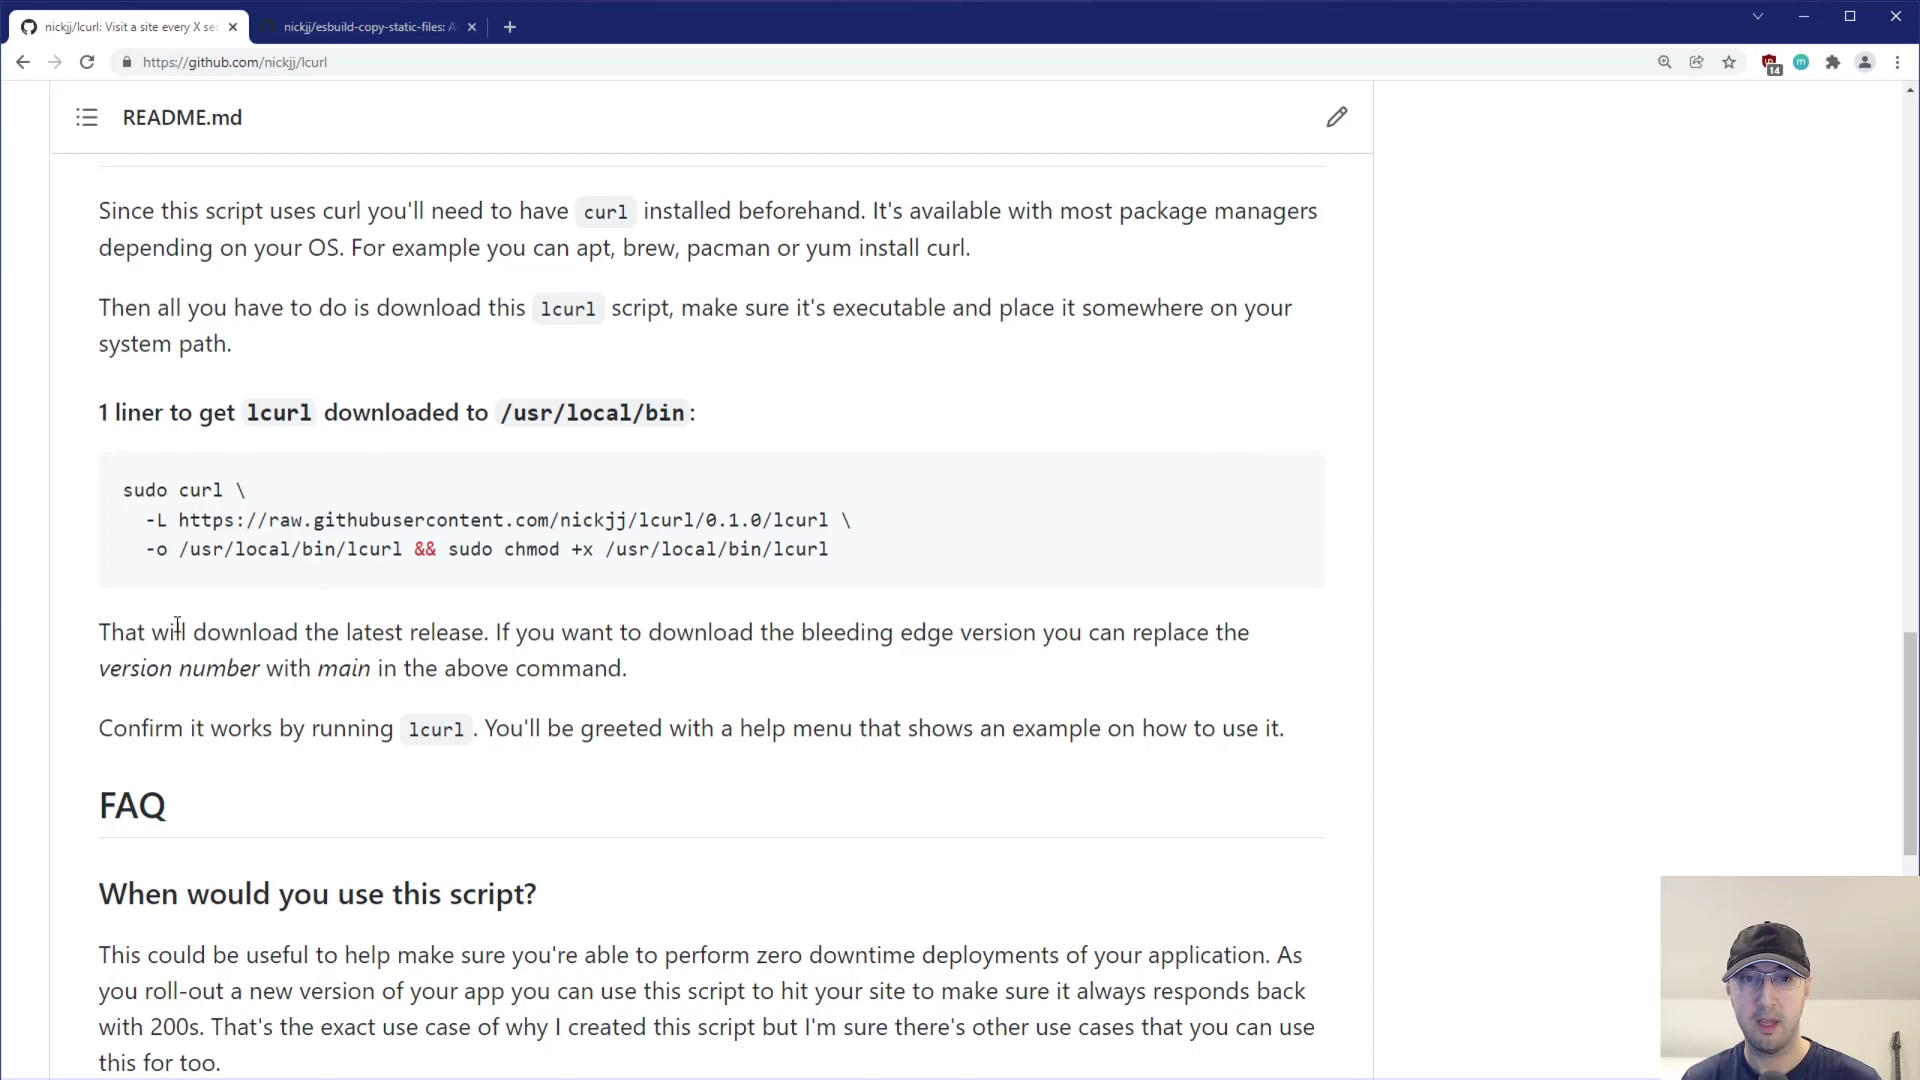 nickjj/lcurl: Visit a site every X sec
nickjj/esbuild-copy-static-files: A
https://github.com/nickjj/lcurl
14
m
README.md
Since this script uses curl you'll need to have curl installed beforehand. It's available with most package managers
depending on your OS. For example you can apt, brew, pacman or yum install curl.
Then all you have to do is download this lcurl script, make sure it's executable and place it somewhere on your
system path.
1 liner to get lcurl downloaded to /usr/local/bin:
sudo curl \
-L https://raw.githubusercontent.com/nickjj/lcurl/0.1.0/lcurl \
-o /usr/local/bin/lcurl && sudo chmod +x /usr/local/bin/lcurl
That will download the latest release. If you want to download the bleeding edge version you can replace the
version number with main in the above command.
Confirm it works by running lcurl. You'll be greeted with a help menu that shows an example on how to use it.
FAQ
When would you use this script?
This could be useful to help make sure you're able to perform zero downtime deployments of your application. As
you roll-out a new version of your app you can use this script to hit your site to make sure it always responds back
with 200s. That's the exact use case of why I created this script but I'm sure there's other use cases that you can use
this for too.